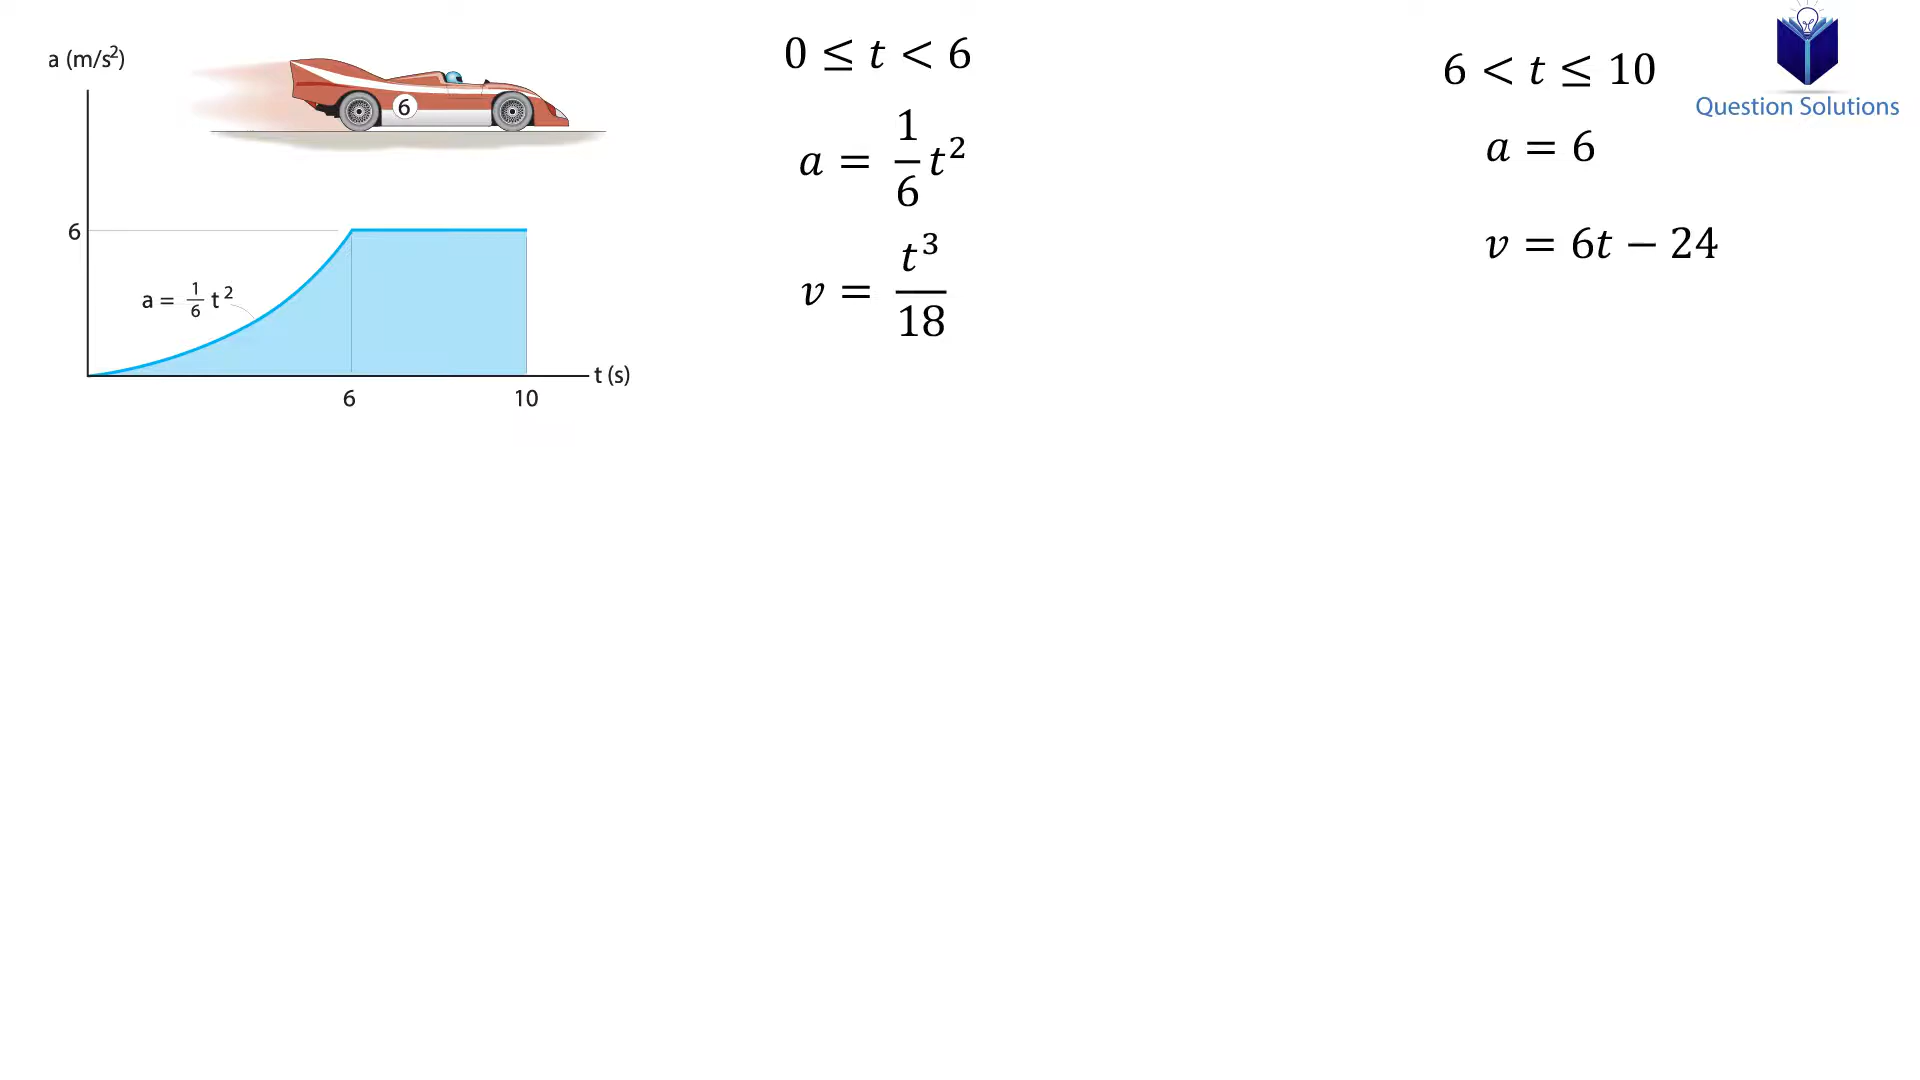 a (m/s²)
6
a = 1/6 t²
6
t (s)
6
10
0 ≤ t < 6
a = 1/6 t²
v = t³/18
6 < t ≤ 10
a = 6
v = 6t − 24
Question Solutions